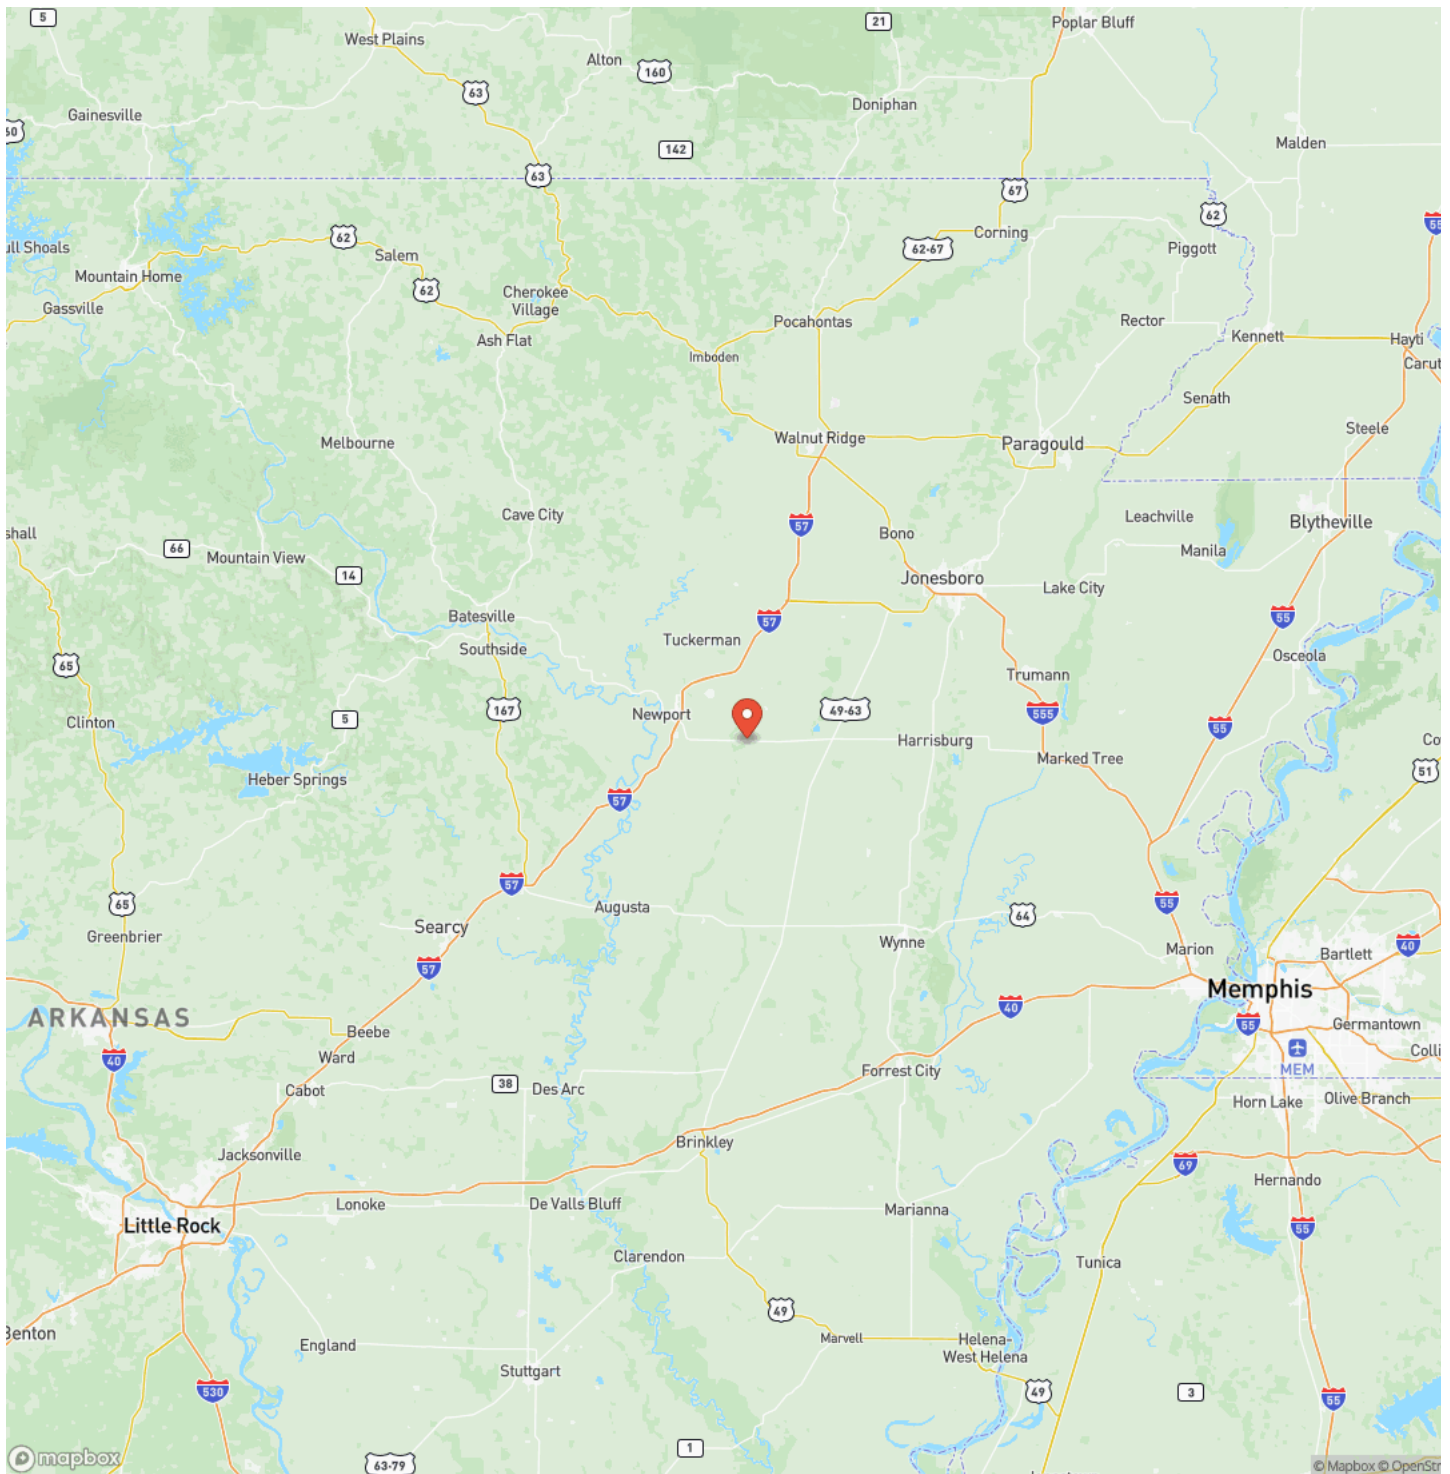 5
21
Poplar Bluff
West Plains
Alton
160
63
Doniphan
Gainesville
60
142
Malden
63
67
62
55
62
Corning
62-67
Piggott
ull Shoals
Salem
Mountain Home
62
Cherokee
Village
Gassville
Pocahontas
Rector
Ash Flat
Imboden
Kennett
Hayti
Carut
Senath
Walnut Ridge
Paragould
Steele
Melbourne
Cave City
57
Leachville
Blytheville
shall
66
Mountain View
Bono
Manila
14
Jonesboro
Lake City
Batesville
57
55
Southside
Tuckerman
65
Osceola
Trumann
167
Newport
49-63
555
Clinton
5
55
Harrisburg
Marked Tree
Co
51
Heber Springs
57
57
65
Augusta
64
55
Searcy
Greenbrier
Wynne
Marion
Bartlett
40
57
Memphis
ARKANSAS
40
55
Germantown
Beebe
40
Ward
MEM
Colli
Forrest City
Cabot
38
Des Arc
Horn Lake
Olive Branch
Brinkley
Jacksonville
69
Hernando
Lonoke
De Valls Bluff
Marianna
Little Rock
55
Clarendon
Tunica
49
Benton
England
Marvell
Helena-
West Helena
Stuttgart
530
49
3
55
1
mapbox
63-79
© Mapbox © OpenStr